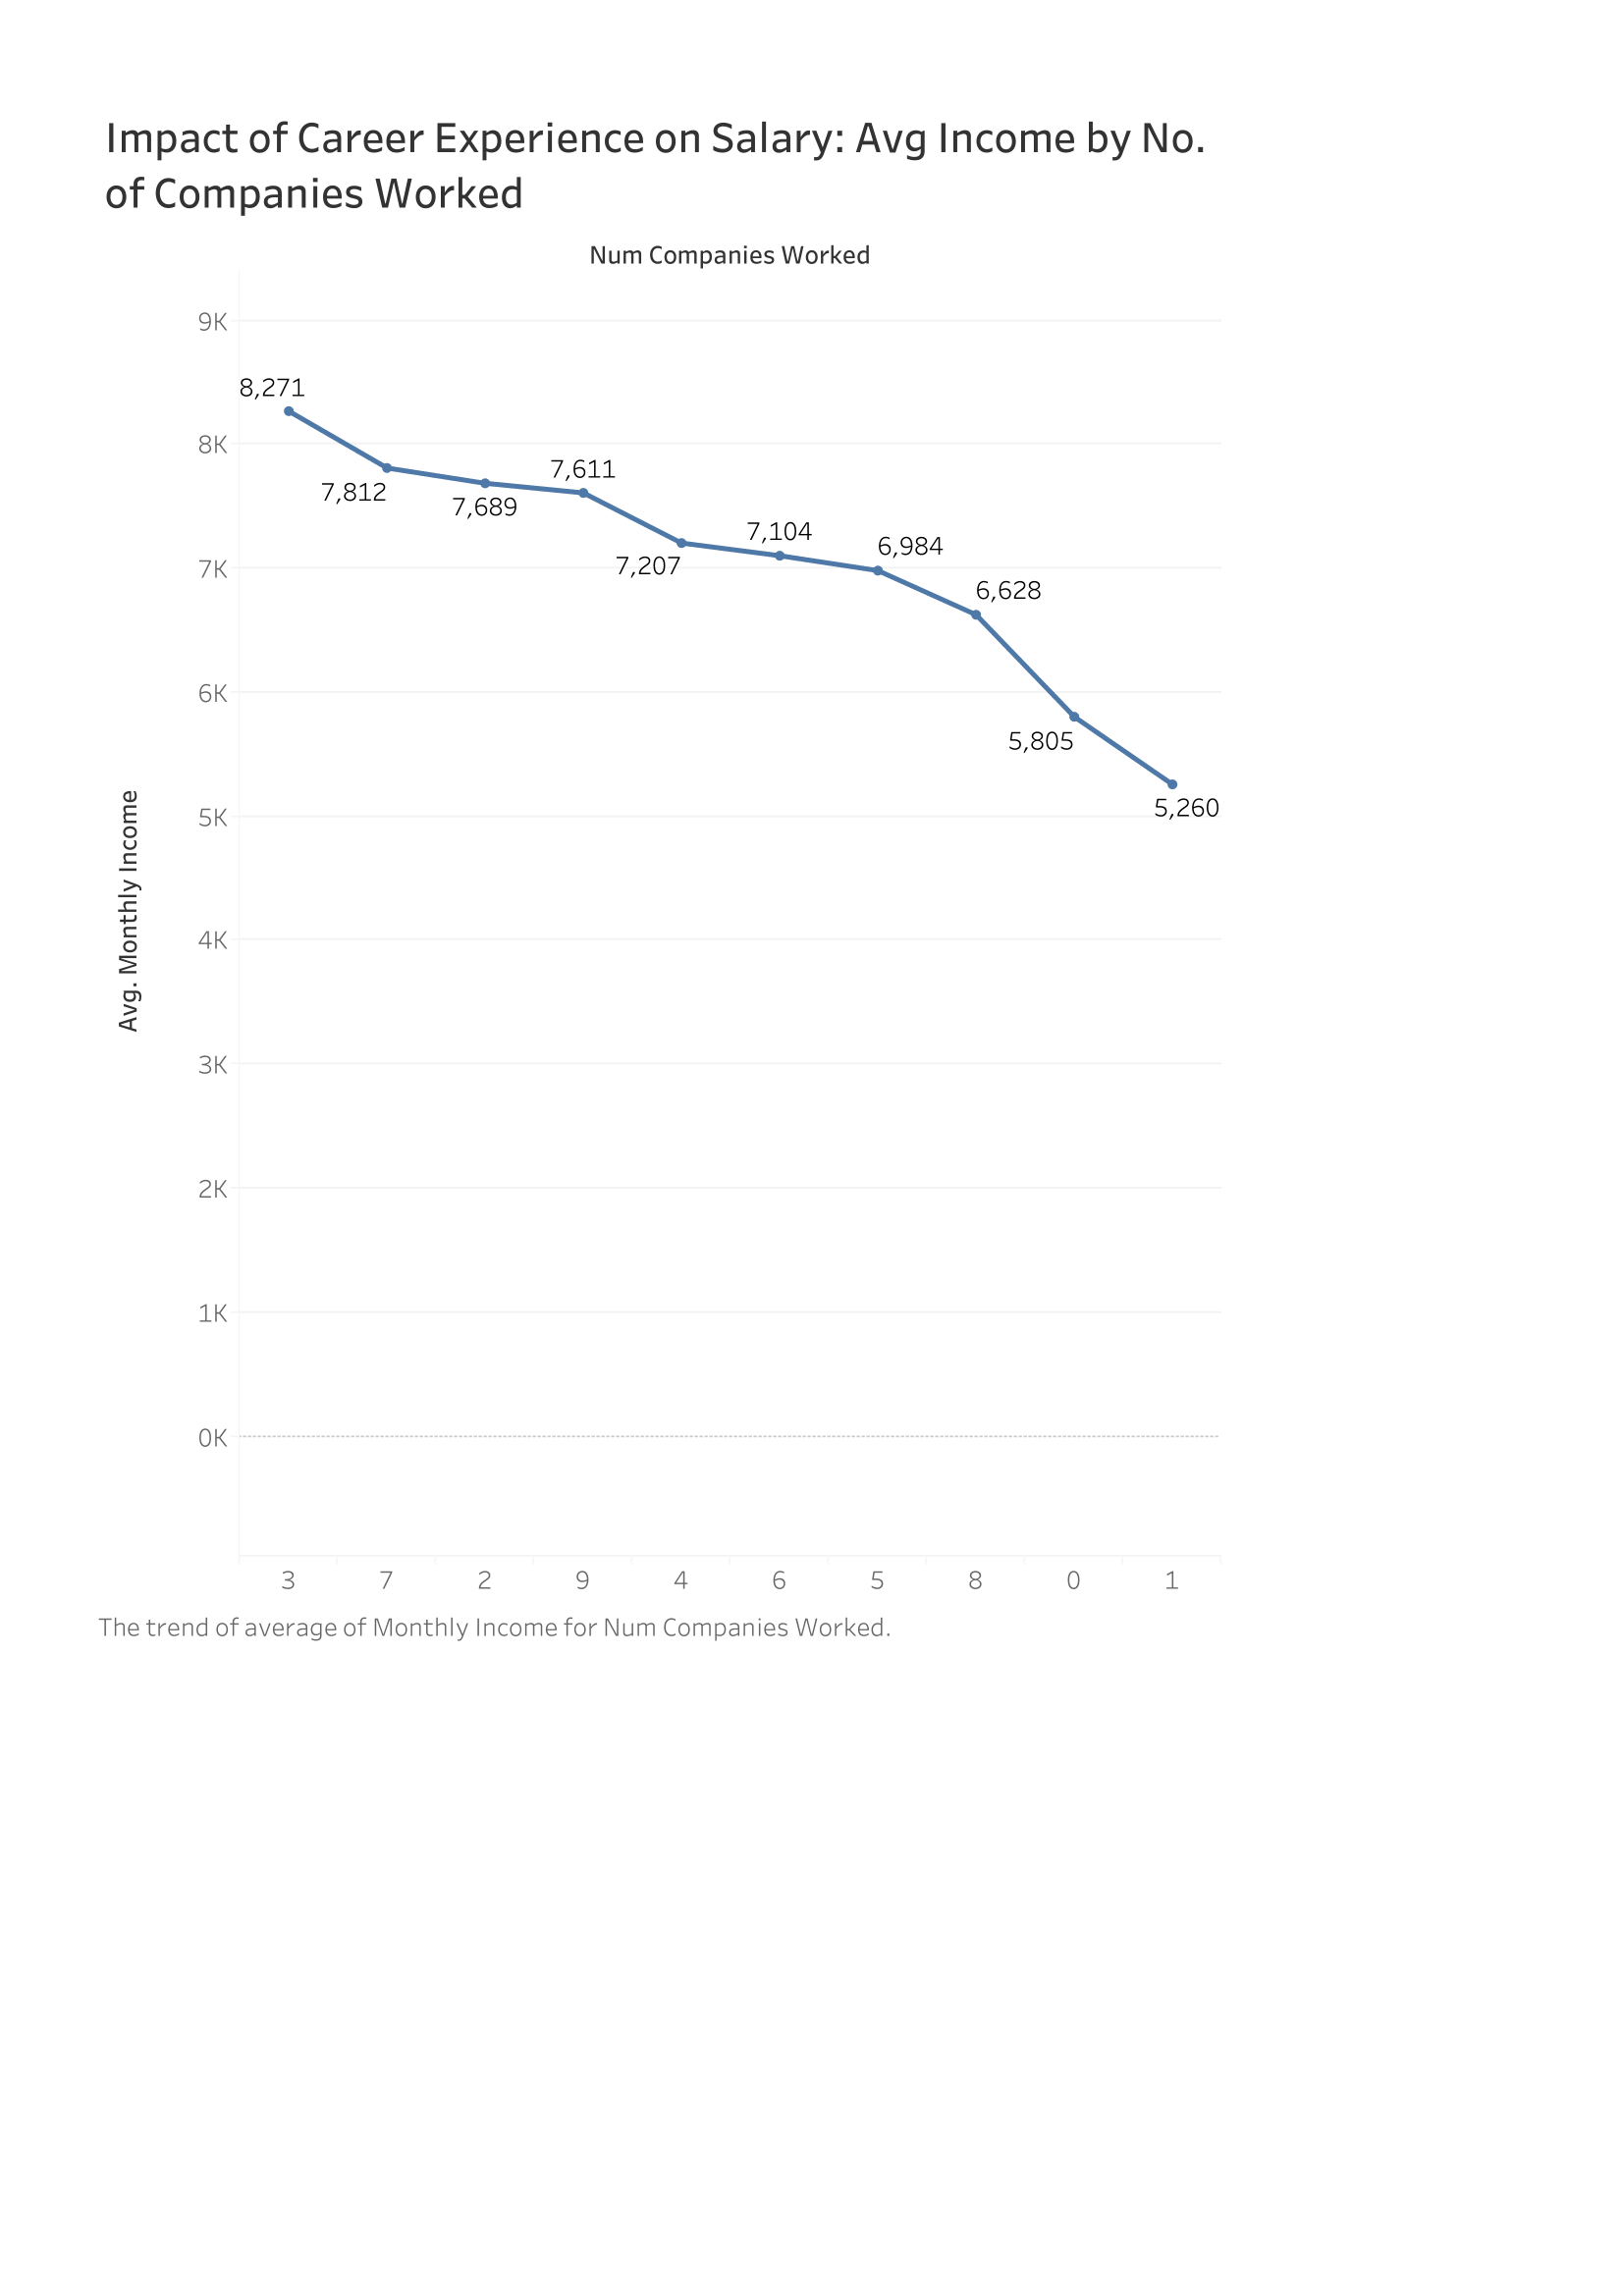 Impact of Career Experience on Salary: Avg Income by No.
of Companies Worked
Num Companies Worked
9K
8,271
8K
7,611
7,812
7,689
7,104
6,984
7,207
7K
6,628
6K
5,805
5,260
5K
Avg. Monthly Income
4K
3K
2K
1K
0K
3 7 2 9 4 6 5 8 0 1
The trend of average of Monthly Income for Num Companies Worked.